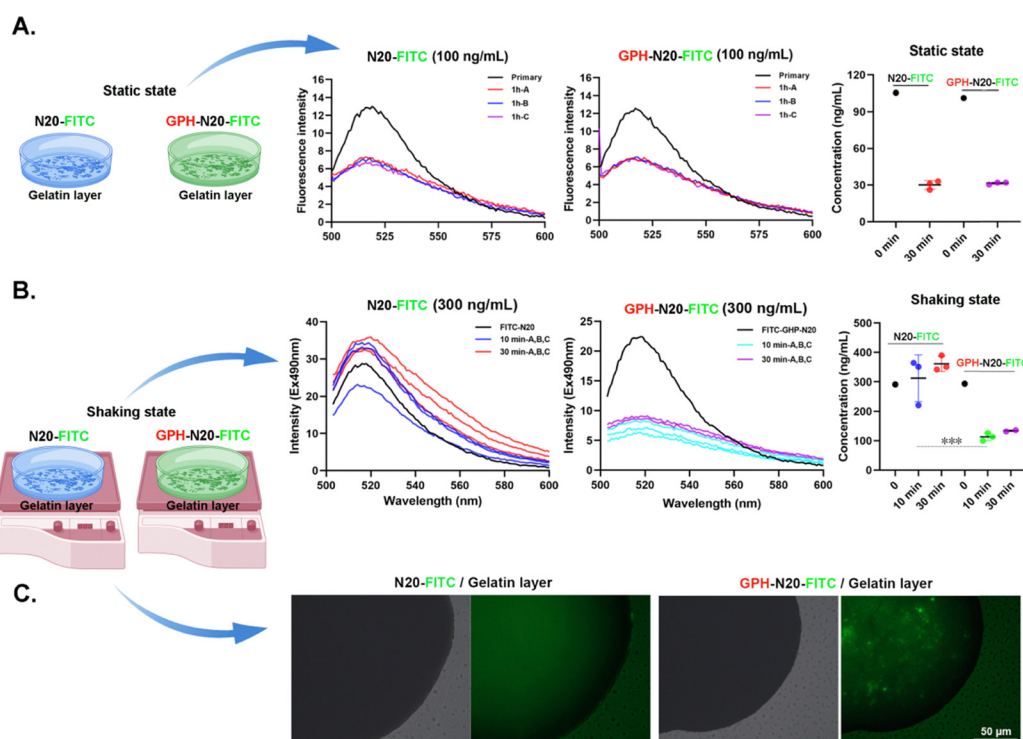 A.
Static state
N20-FITC
GPH-N20-FITC
Gelatin layer
Gelatin layer
N20-FITC (100 ng/mL)
Fluorescence intensity
16
14
12
10
8
6
4
2
0
500
525
550
575
600
Primary
1h-A
1h-B
1h-C
GPH-N20-FITC (100 ng/mL)
Fluorescence intensity
16
14
12
10
8
6
4
2
0
500
525
550
575
600
Primary
1h-A
1h-B
1h-C
Static state
Concentration (ng/mL)
120
90
60
30
0
N20-FITC
GPH-N20-FITC
0 min
30 min
0 min
30 min
B.
Shaking state
N20-FITC
GPH-N20-FITC
Gelatin layer
Gelatin layer
N20-FITC (300 ng/mL)
Intensity (Ex490nm)
40
30
20
10
0
500
520
540
560
580
600
Wavelength (nm)
FITC-N20
10 min-A,B,C
30 min-A,B,C
GPH-N20-FITC (300 ng/mL)
Intensity (Ex490nm)
25
20
15
10
5
0
500
520
540
560
580
600
Wavelength (nm)
FITC-GHP-N20
10 min-A,B,C
30 min-A,B,C
Shaking state
Concentration (ng/mL)
500
400
300
200
100
0
N20-FITC
GPH-N20-FITC
***
0
10 min
30 min
0
10 min
30 min
C.
N20-FITC / Gelatin layer
GPH-N20-FITC / Gelatin layer
50 µm